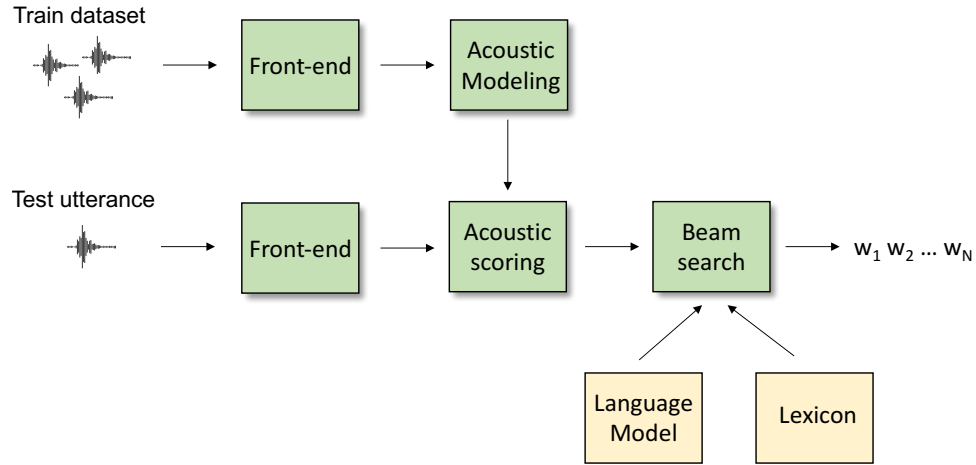 Train dataset
Front-end
Acoustic
Modeling
Test utterance
Front-end
Acoustic
scoring
Beam
search
w₁ w₂ ... w_N
Language
Model
Lexicon